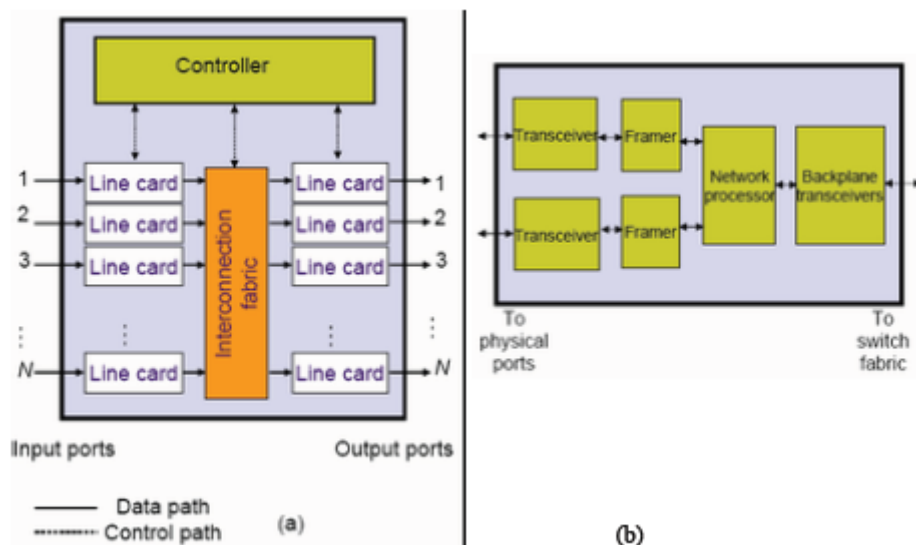 Controller
1
Line card
Line card
1
2
Line card
Line card
2
3
Line card
Line card
3
Interconnection
fabric
⋮
⋮
⋮
⋮
N
Line card
Line card
N
Input ports
Output ports
Data path
Control path
(a)
Transceiver
Framer
Transceiver
Framer
Network
processor
Backplane
transceivers
To
physical
ports
To
switch
fabric
(b)